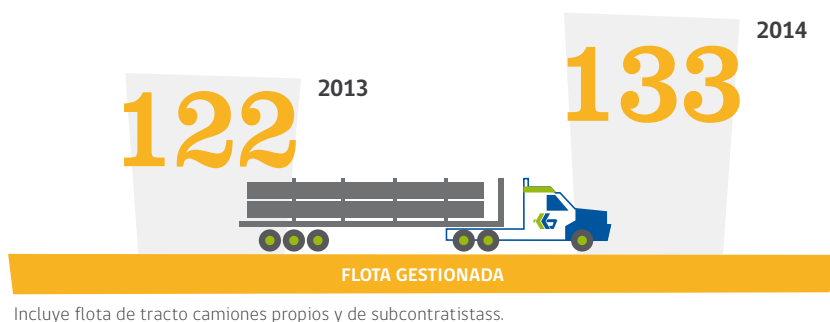 2013
122
2014
133
FLOTA GESTIONADA
Incluye flota de tracto camiones propios y de subcontratistass.